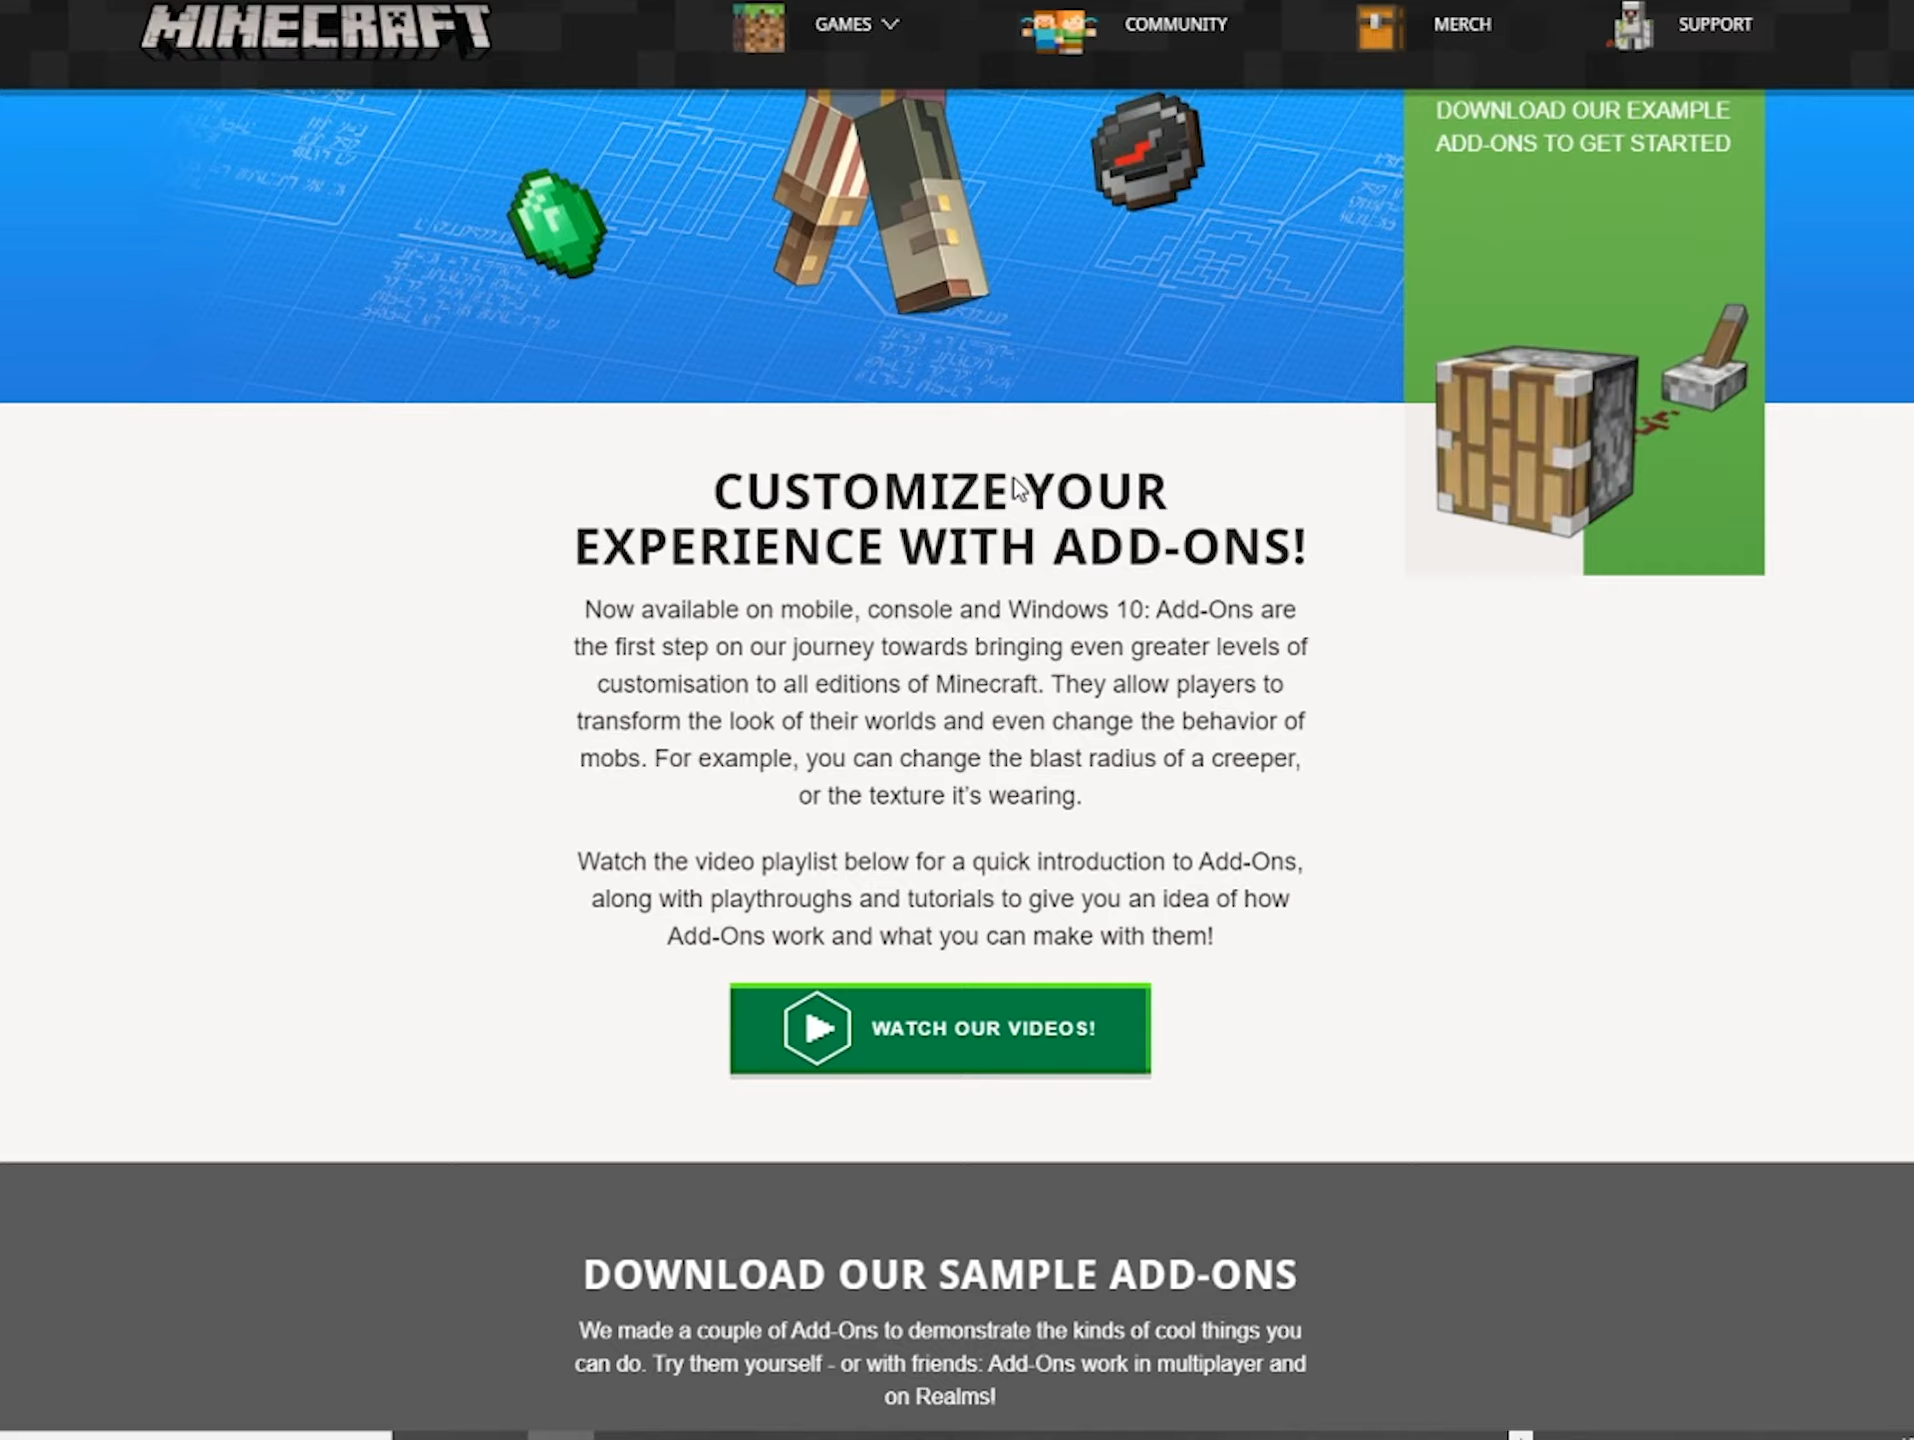 MINECRAFT
GAMES
COMMUNITY
MERCH
SUPPORT
DOWNLOAD OUR EXAMPLE
ADD-ONS TO GET STARTED
CUSTOMIZE YOUR
EXPERIENCE WITH ADD-ONS!
Now available on mobile, console and Windows 10: Add-Ons are
the first step on our journey towards bringing even greater levels of
customisation to all editions of Minecraft. They allow players to
transform the look of their worlds and even change the behavior of
mobs. For example, you can change the blast radius of a creeper,
or the texture it’s wearing.
Watch the video playlist below for a quick introduction to Add-Ons,
along with playthroughs and tutorials to give you an idea of how
Add-Ons work and what you can make with them!
WATCH OUR VIDEOS!
DOWNLOAD OUR SAMPLE ADD-ONS
We made a couple of Add-Ons to demonstrate the kinds of cool things you
can do. Try them yourself - or with friends: Add-Ons work in multiplayer and
on Realms!